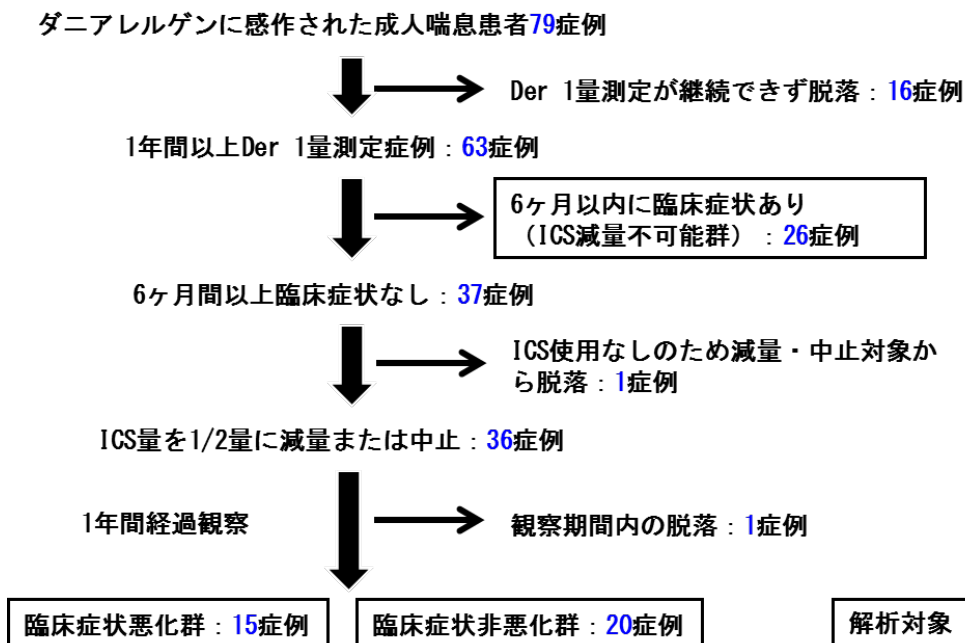 ダニアレルゲンに感作された成人喘息患者79症例
Der 1量測定が継続できず脱落：16症例
1年間以上Der 1量測定症例：63症例
6ヶ月以内に臨床症状あり
（ICS減量不可能群）：26症例
6ヶ月間以上臨床症状なし：37症例
ICS使用なしのため減量・中止対象か
ら脱落：1症例
ICS量を1/2量に減量または中止：36症例
1年間経過観察
観察期間内の脱落：1症例
臨床症状悪化群：15症例
臨床症状非悪化群：20症例
解析対象